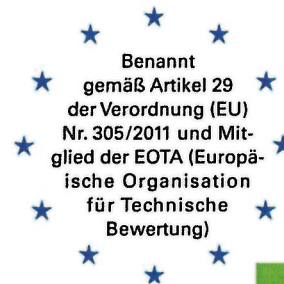 Benannt
gemäß Artikel 29
der Verordnung (EU)
Nr. 305/2011 und Mit-
glied der EOTA (Europä-
ische Organisation
für Technische
Bewertung)